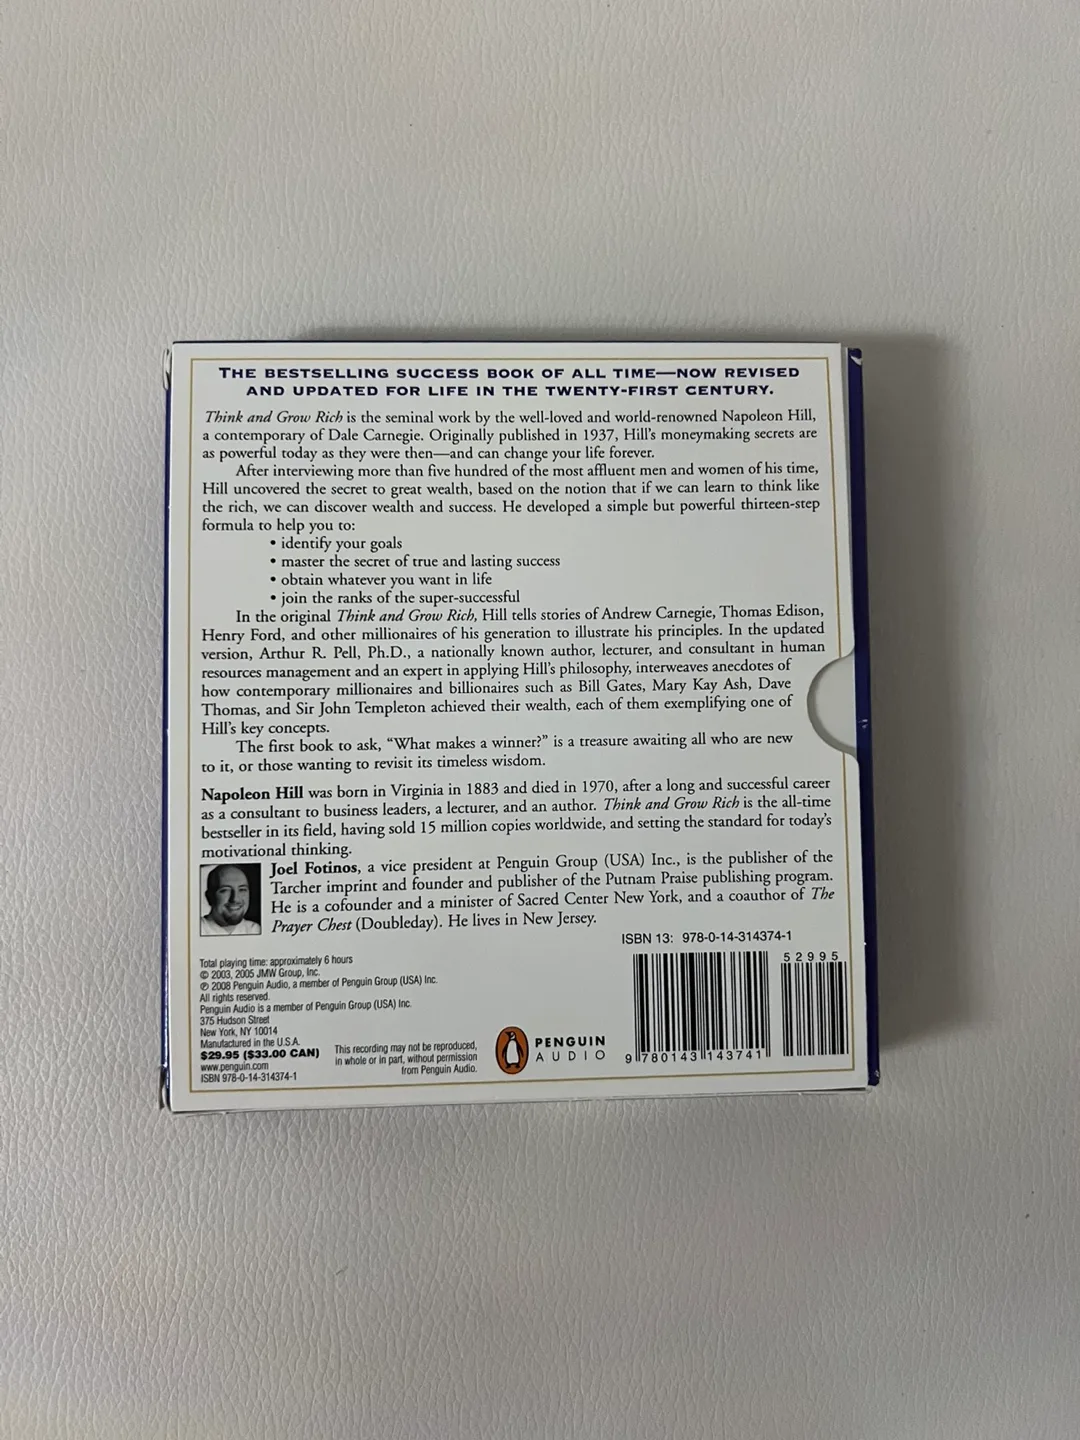 THE BESTSELLING SUCCESS BOOK OF ALL TIME—NOW REVISED
AND UPDATED FOR LIFE IN THE TWENTY-FIRST CENTURY.
Think and Grow Rich is the seminal work by the well-loved and world-renowned Napoleon Hill,
a contemporary of Dale Carnegie. Originally published in 1937, Hill's moneymaking secrets are
as powerful today as they were then—and can change your life forever.
After interviewing more than five hundred of the most affluent men and women of his time,
Hill uncovered the secret to great wealth, based on the notion that if we can learn to think like
the rich, we can discover wealth and success. He developed a simple but powerful thirteen-step
formula to help you to:
• identify your goals
• master the secret of true and lasting success
• obtain whatever you want in life
• join the ranks of the super-successful
In the original Think and Grow Rich, Hill tells stories of Andrew Carnegie, Thomas Edison,
Henry Ford, and other millionaires of his generation to illustrate his principles. In the updated
version, Arthur R. Pell, Ph.D., a nationally known author, lecturer, and consultant in human
resources management and an expert in applying Hill's philosophy, interweaves anecdotes of
how contemporary millionaires and billionaires such as Bill Gates, Mary Kay Ash, Dave
Thomas, and Sir John Templeton achieved their wealth, each of them exemplifying one of
Hill's key concepts.
The first book to ask, “What makes a winner?” is a treasure awaiting all who are new
to it, or those wanting to revisit its timeless wisdom.
Napoleon Hill was born in Virginia in 1883 and died in 1970, after a long and successful career
as a consultant to business leaders, a lecturer, and an author. Think and Grow Rich is the all-time
bestseller in its field, having sold 15 million copies worldwide, and setting the standard for today's
motivational thinking.
Joel Fotinos, a vice president at Penguin Group (USA) Inc., is the publisher of the
Tarcher imprint and founder and publisher of the Putnam Praise publishing program.
He is a cofounder and a minister of Sacred Center New York, and a coauthor of The
Prayer Chest (Doubleday). He lives in New Jersey.
ISBN 13: 978-0-14-314374-1
52995
9 780143 143741
Total playing time: approximately 6 hours
© 2003, 2005 JMW Group, Inc.
℗ 2008 Penguin Audio, a member of Penguin Group (USA) Inc.
All rights reserved.
Penguin Audio is a member of Penguin Group (USA) Inc.
375 Hudson Street
New York, NY 10014
Manufactured in the U.S.A.
$29.95 ($33.00 CAN)
www.penguin.com
ISBN 978-0-14-314374-1
This recording may not be reproduced,
in whole or in part, without permission
from Penguin Audio.
PENGUIN
AUDIO